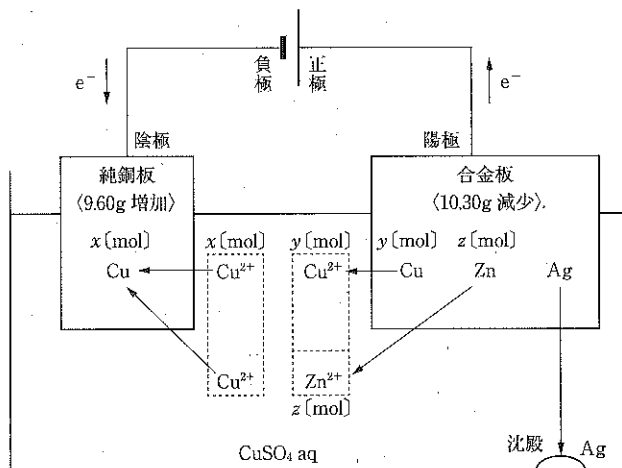 負極 正極
e⁻ e⁻
陰極 陽極
純銅板 合金板
〈9.60g 増加〉 〈10.30g 減少〉
x〔mol〕 x〔mol〕 y〔mol〕 y〔mol〕 z〔mol〕
Cu Cu²⁺ Cu²⁺ Cu Zn Ag
Cu²⁺ Zn²⁺
z〔mol〕
CuSO₄ aq 沈殿 Ag